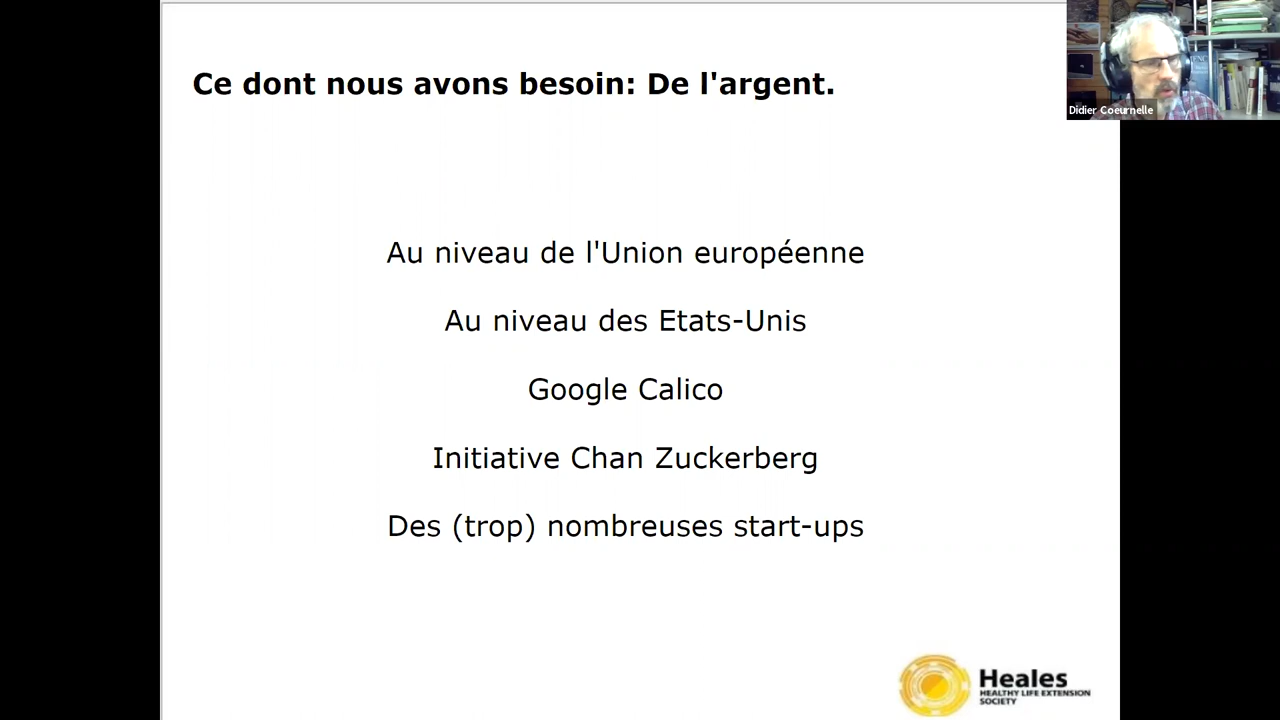 Ce dont nous avons besoin: De l'argent.
Didier Coeurnelle
Au niveau de l'Union européenne
Au niveau des Etats-Unis
Google Calico
Initiative Chan Zuckerberg
Des (trop) nombreuses start-ups
Heales
HEALTHY LIFE EXTENSION
SOCIETY